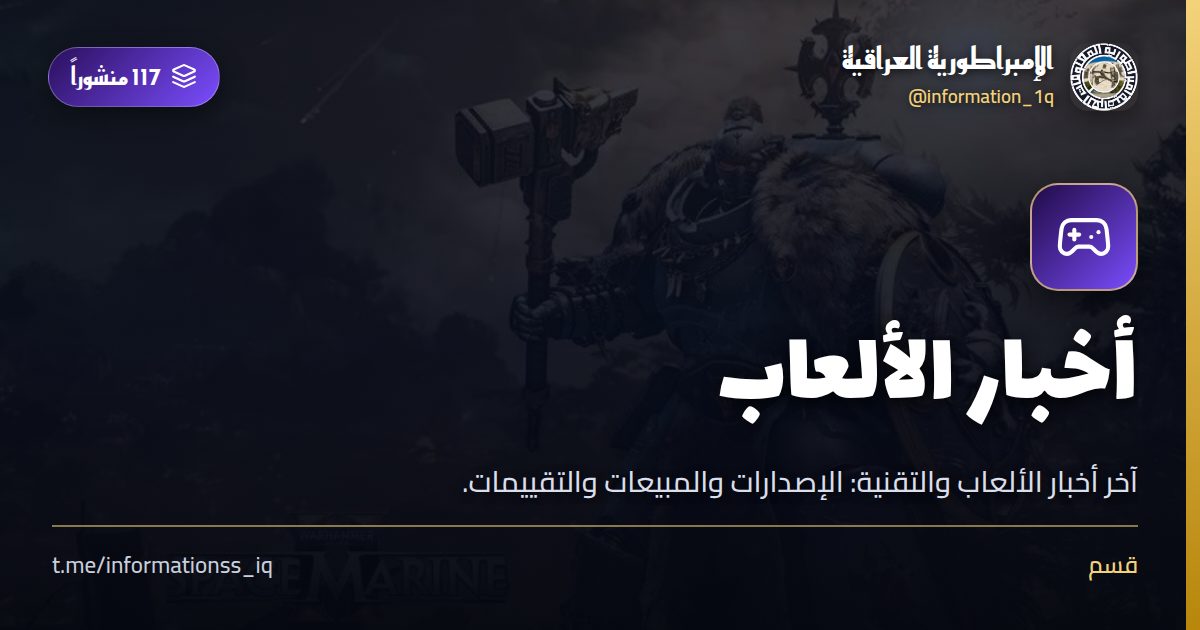 الإمبراطورية العراقية
@information_1q
117 منشوراً
أخبار الألعاب
آخر أخبار الألعاب والتقنية: الإصدارات والمبيعات والتقييمات.
قسم
t.me/informationss_iq
WARHAMMER
SPACE MARINE